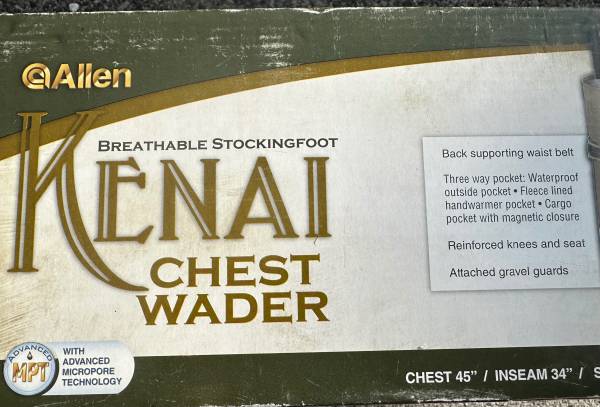 Allen
BREATHABLE STOCKINGFOOT
KENAI
CHEST
WADER
Back supporting waist belt
Three way pocket: Waterproof
outside pocket • Fleece lined
handwarmer pocket • Cargo
pocket with magnetic closure
Reinforced knees and seat
Attached gravel guards
ADVANCED
MPT
WITH
ADVANCED
MICROPORE
TECHNOLOGY
CHEST 45" / INSEAM 34" / S